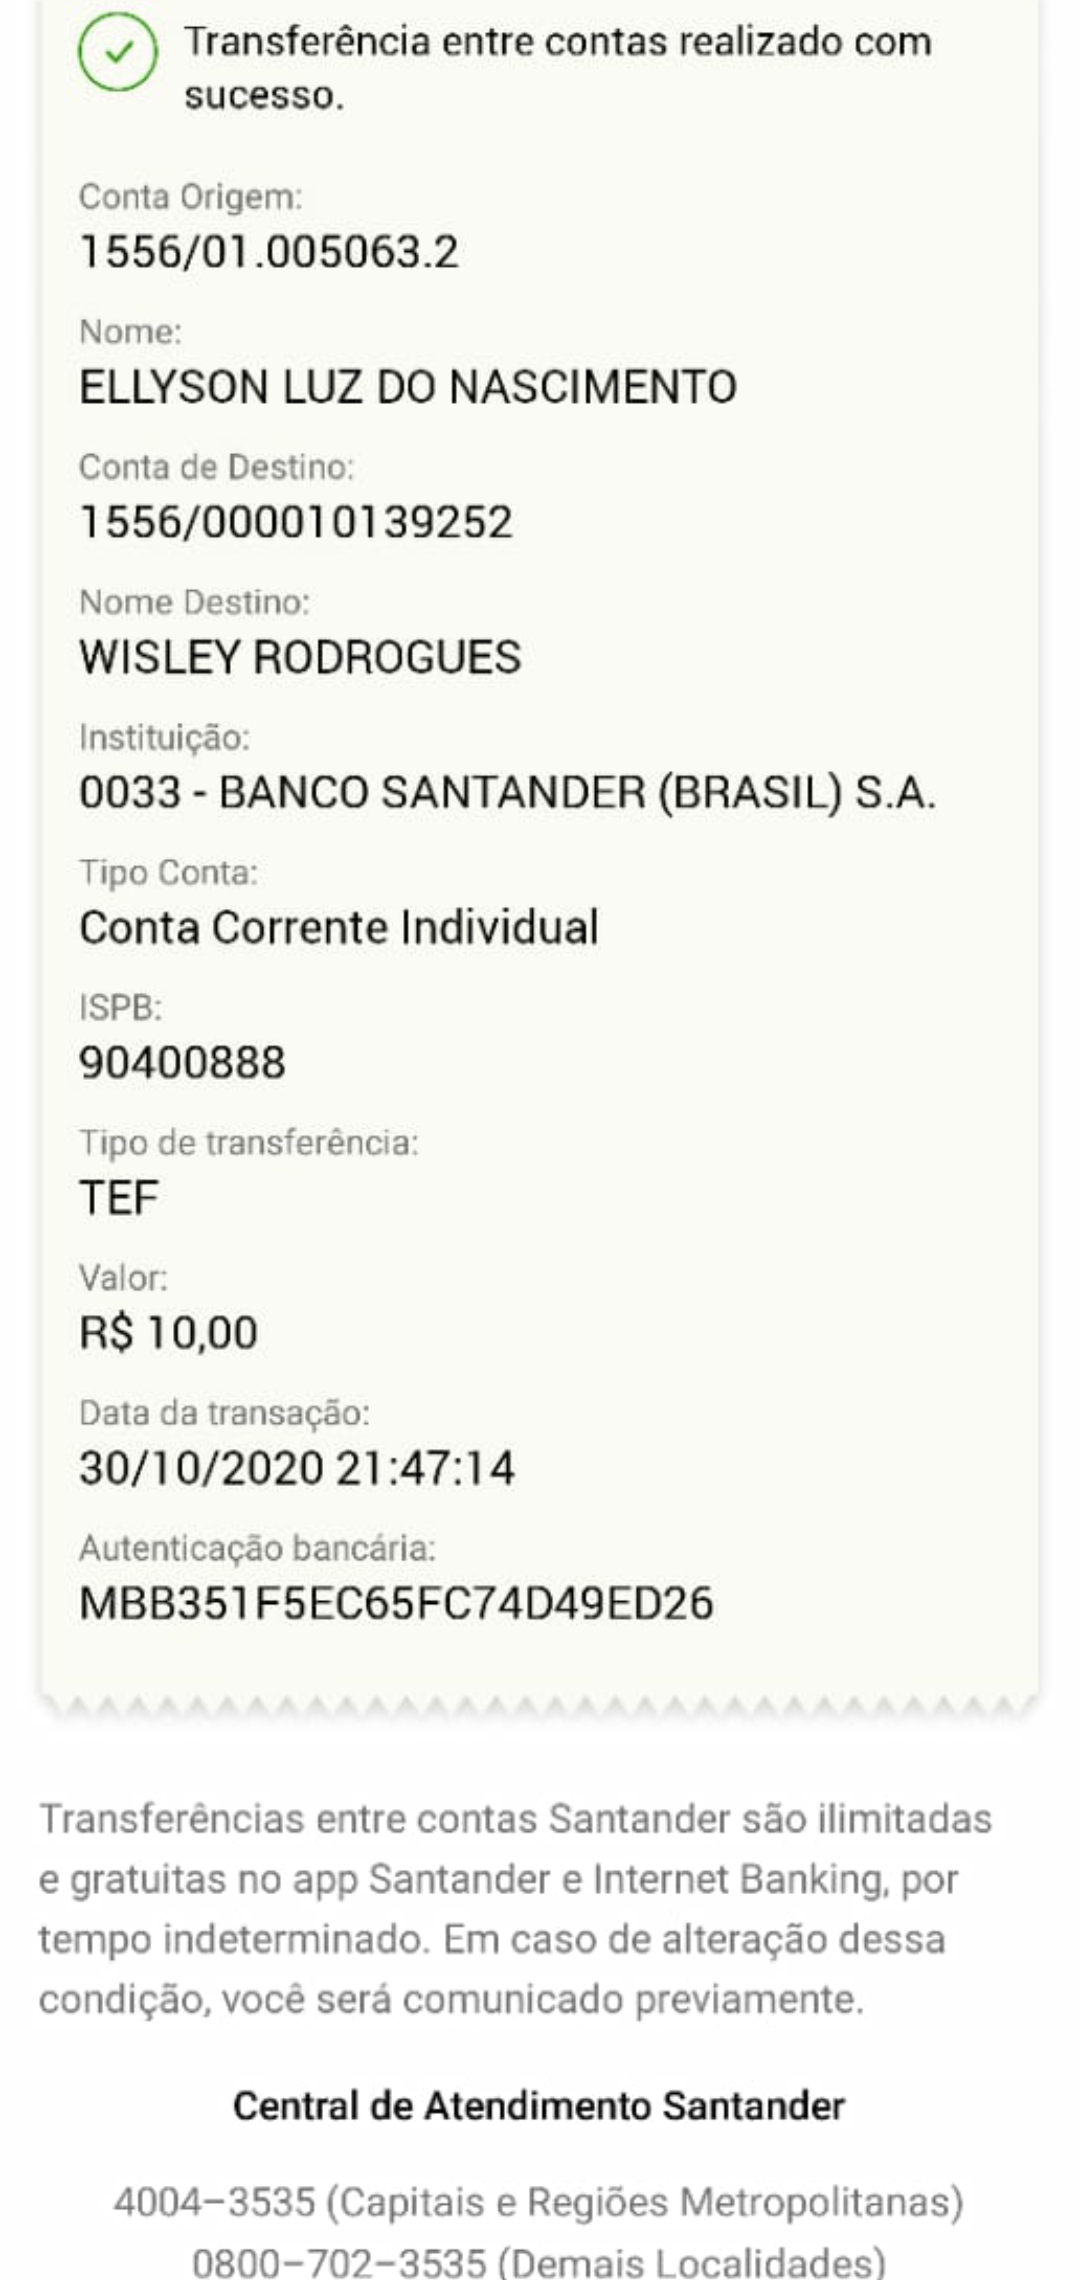 Transferência entre contas realizado com
sucesso.
Conta Origem:
1556/01.005063.2
Nome:
ELLYSON LUZ DO NASCIMENTO
Conta de Destino:
1556/000010139252
Nome Destino:
WISLEY RODROGUES
Instituição:
0033 - BANCO SANTANDER (BRASIL) S.A.
Tipo Conta:
Conta Corrente Individual
ISPB:
90400888
Tipo de transferência:
TEF
Valor:
R$ 10,00
Data da transação:
30/10/2020 21:47:14
Autenticação bancária:
MBB351F5EC65FC74D49ED26
Transferências entre contas Santander são ilimitadas
e gratuitas no app Santander e Internet Banking, por
tempo indeterminado. Em caso de alteração dessa
condição, você será comunicado previamente.
Central de Atendimento Santander
4004–3535 (Capitais e Regiões Metropolitanas)
0800–702–3535 (Demais Localidades)